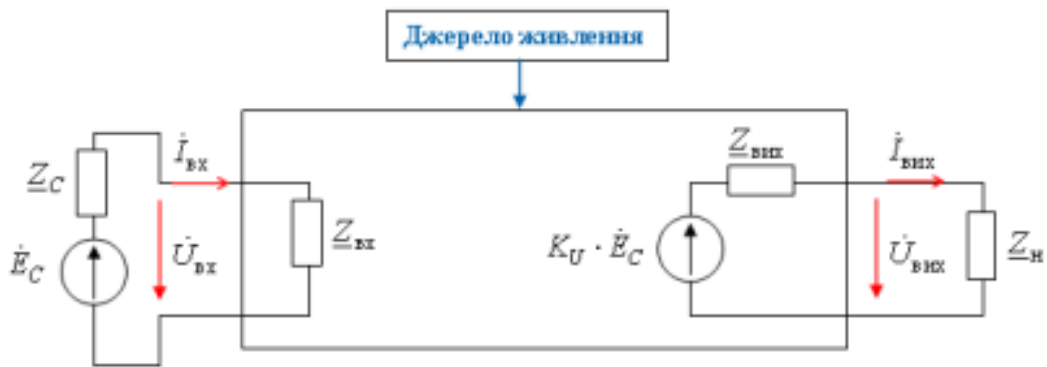 Джерело живлення
Z_C
Ė_C
İ_вх
U̇_вх
Z_вх
K_U · Ė_C
Z_вих
İ_вих
U̇_вих
Z_н